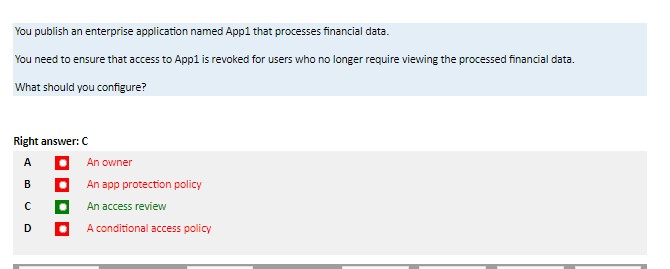 You publish an enterprise application named App1 that processes financial data.
You need to ensure that access to App1 is revoked for users who no longer require viewing the processed financial data.
What should you configure?
Right answer: C
A An owner
B An app protection policy
C An access review
D A conditional access policy